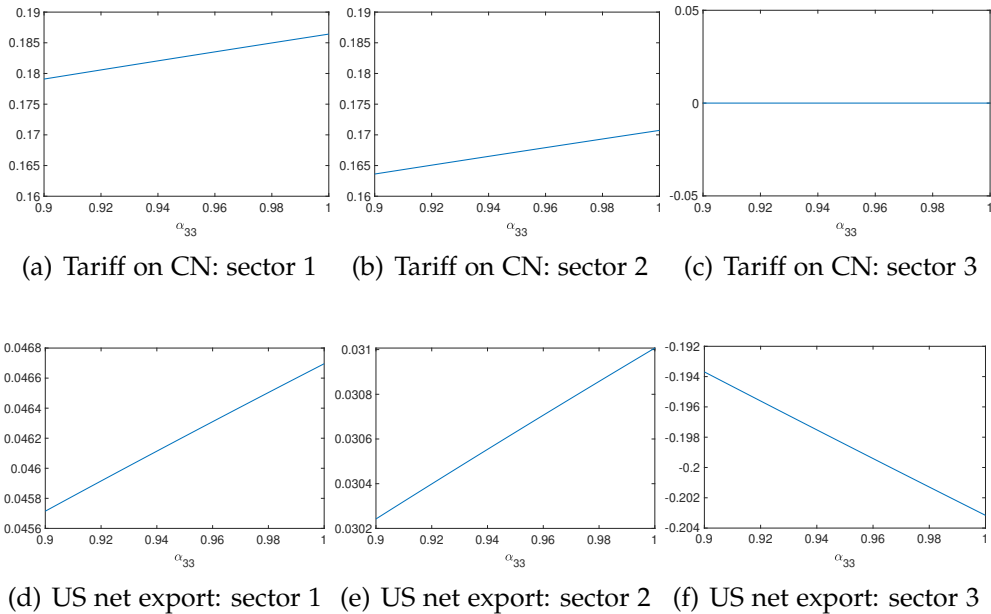 0.19
0.185
0.18
0.175
0.17
0.165
0.16
0.9 0.92 0.94 0.96 0.98 1
α33
(a) Tariff on CN: sector 1
0.19
0.185
0.18
0.175
0.17
0.165
0.16
0.9 0.92 0.94 0.96 0.98 1
α33
(b) Tariff on CN: sector 2
0.05
0
-0.05
0.9 0.92 0.94 0.96 0.98 1
α33
(c) Tariff on CN: sector 3
0.0468
0.0466
0.0464
0.0462
0.046
0.0458
0.0456
0.9 0.92 0.94 0.96 0.98 1
α33
(d) US net export: sector 1
0.031
0.0308
0.0306
0.0304
0.0302
0.9 0.92 0.94 0.96 0.98 1
α33
(e) US net export: sector 2
-0.192
-0.194
-0.196
-0.198
-0.2
-0.202
-0.204
0.9 0.92 0.94 0.96 0.98 1
α33
(f) US net export: sector 3